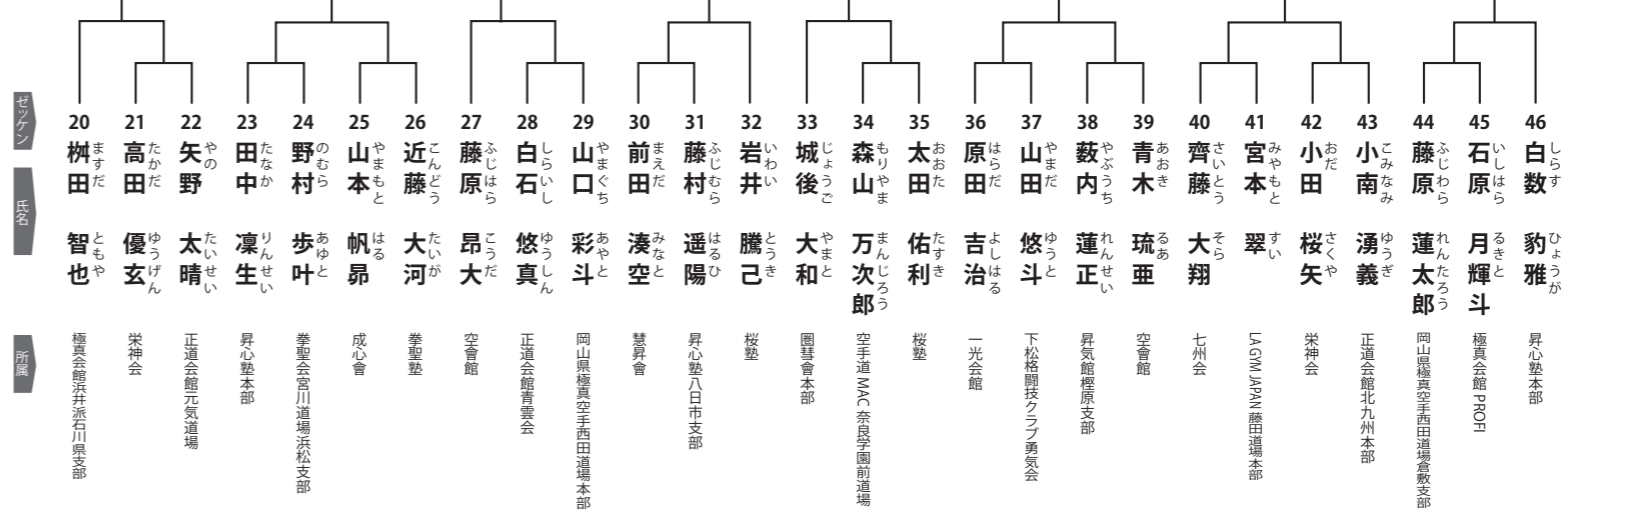 ゼッケン
氏名
所属
20
桝田 智也
ますだ ともや
極真会館浜井派石川県支部
21
高田 優玄
たかだ ゆうげん
栄神会
22
矢野 太晴
やの たいせい
正道会館元気道場
23
田中 凜生
たなか りんせい
昇心塾本部
24
野村 歩叶
のむら あゆと
拳聖会宮川道場浜松支部
25
山本 帆昴
やまもと はる
成心會
26
近藤 大河
こんどう たいが
拳聖塾
27
藤原 昂大
ふじはら こうだ
空會館
28
白石 悠真
しらいし ゆうしん
正道会館青雲会
29
山口 彩斗
やまぐち あやと
岡山県極真空手西田道場本部
30
前田 湊空
まえだ みなと
慧昇會
31
藤村 遥陽
ふじむら はるひ
昇心塾八日市支部
32
岩井 騰己
いわい とうき
桜塾
33
城後 大和
じょうご やまと
圏彗會本部
34
森山 万次郎
もりやま まんじろう
空手道 MAC 奈良学園前道場
35
太田 佑利
おおた たすき
桜塾
36
原田 吉治
はらだ よしはる
一光会館
37
山田 悠斗
やまだ ゆうと
下松格闘技クラブ勇気会
38
薮内 蓮正
やぶうち れんせい
昇気館樫原支部
39
青木 琉亜
あおき るあ
空會館
40
齊藤 大翔
さいとう そら
七州会
41
宮本 翠
みやもと すい
LA GYM JAPAN 藤田道場本部
42
小田 桜矢
おだ さくや
栄神会
43
小南 湧義
こみなみ ゆうぎ
正道会館北九州本部
44
藤原 蓮太郎
ふじわら れんたろう
岡山県極真空手西田道場倉敷支部
45
石原 月輝斗
いしはら るきと
極真会館 PROFI
46
白数 豹雅
しらす ひょうが
昇心塾本部